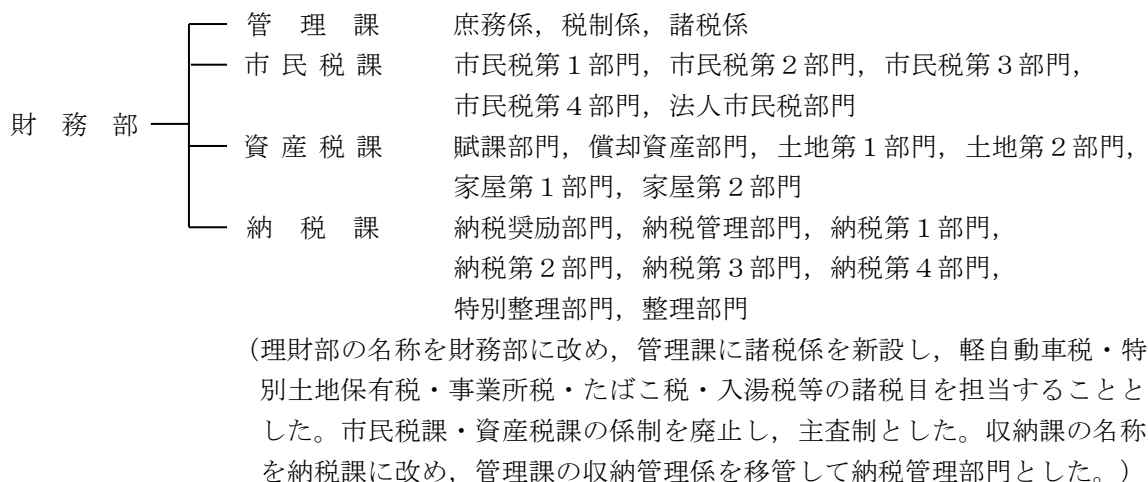 管理課 庶務係，税制係，諸税係
市民税課 市民税第１部門，市民税第２部門，市民税第３部門，
市民税第４部門，法人市民税部門
財務部
資産税課 賦課部門，償却資産部門，土地第１部門，土地第２部門，
家屋第１部門，家屋第２部門
納税課 納税奨励部門，納税管理部門，納税第１部門，
納税第２部門，納税第３部門，納税第４部門，
特別整理部門，整理部門
（理財部の名称を財務部に改め，管理課に諸税係を新設し，軽自動車税・特
別土地保有税・事業所税・たばこ税・入湯税等の諸税目を担当することと
した。市民税課・資産税課の係制を廃止し，主査制とした。収納課の名称
を納税課に改め，管理課の収納管理係を移管して納税管理部門とした。）